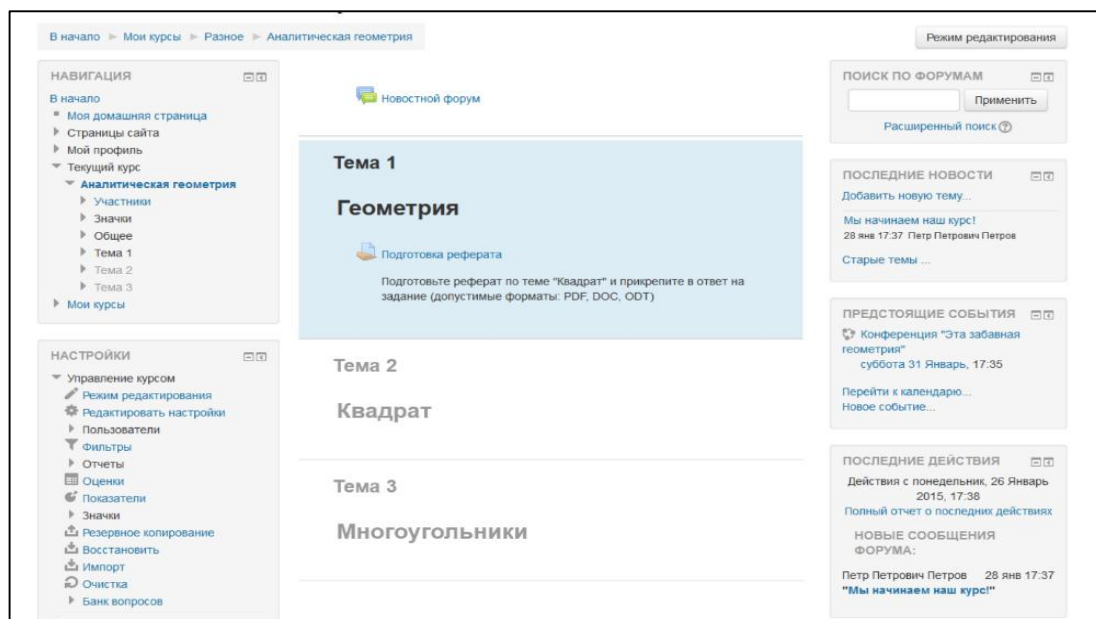 В начало ► Мои курсы ► Разное ► Аналитическая геометрия
Режим редактирования
НАВИГАЦИЯ
В начало
Моя домашняя страница
Страницы сайта
Мой профиль
Текущий курс
Аналитическая геометрия
Участники
Значки
Общее
Тема 1
Тема 2
Тема 3
Мои курсы
НАСТРОЙКИ
Управление курсом
Режим редактирования
Редактировать настройки
Пользователи
Фильтры
Отчеты
Оценки
Показатели
Значки
Резервное копирование
Восстановить
Импорт
Очистка
Банк вопросов
Новостной форум
Тема 1
Геометрия
Подготовка реферата
Подготовьте реферат по теме "Квадрат" и прикрепите в ответ на
задание (допустимые форматы: PDF, DOC, ODT)
Тема 2
Квадрат
Тема 3
Многоугольники
ПОИСК ПО ФОРУМАМ
Применить
Расширенный поиск
ПОСЛЕДНИЕ НОВОСТИ
Добавить новую тему...
Мы начинаем наш курс!
28 янв 17:37 Петр Петрович Петров
Старые темы ...
ПРЕДСТОЯЩИЕ СОБЫТИЯ
Конференция "Эта забавная
геометрия"
суббота 31 Январь, 17:35
Перейти к календарю...
Новое событие...
ПОСЛЕДНИЕ ДЕЙСТВИЯ
Действия с понедельник, 26 Январь
2015, 17:38
Полный отчет о последних действиях
НОВЫЕ СООБЩЕНИЯ
ФОРУМА:
Петр Петрович Петров 28 янв 17:37
"Мы начинаем наш курс!"